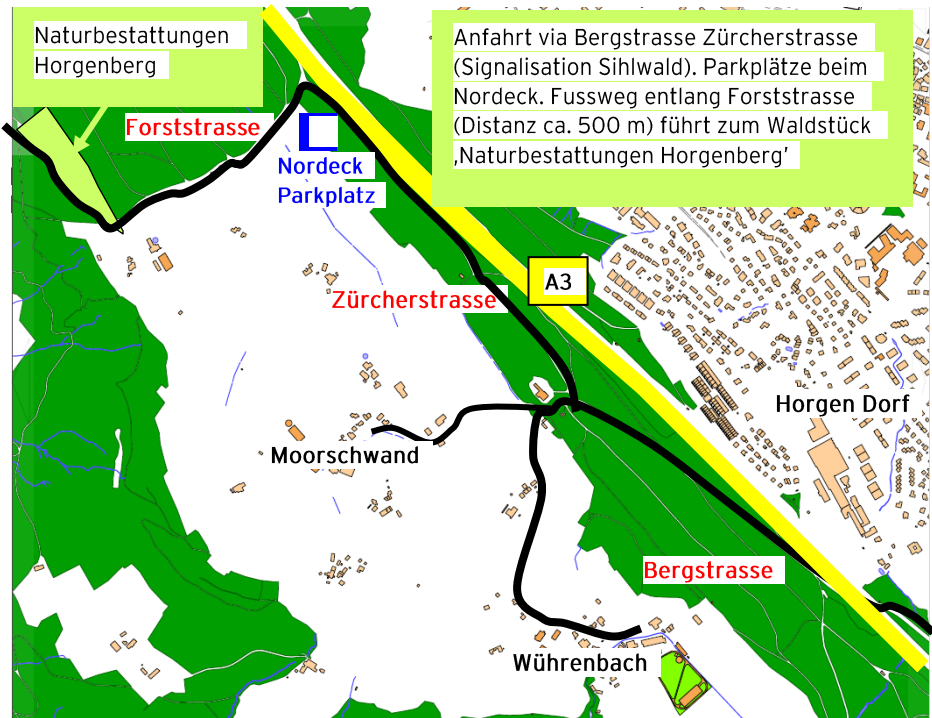 Naturbestattungen
Horgenberg
Anfahrt via Bergstrasse Zürcherstrasse
(Signalisation Sihlwald). Parkplätze beim
Nordeck. Fussweg entlang Forststrasse
(Distanz ca. 500 m) führt zum Waldstück
‚Naturbestattungen Horgenberg’
Forststrasse
Nordeck
Parkplatz
A3
Zürcherstrasse
Horgen Dorf
Moorschwand
Bergstrasse
Wührenbach